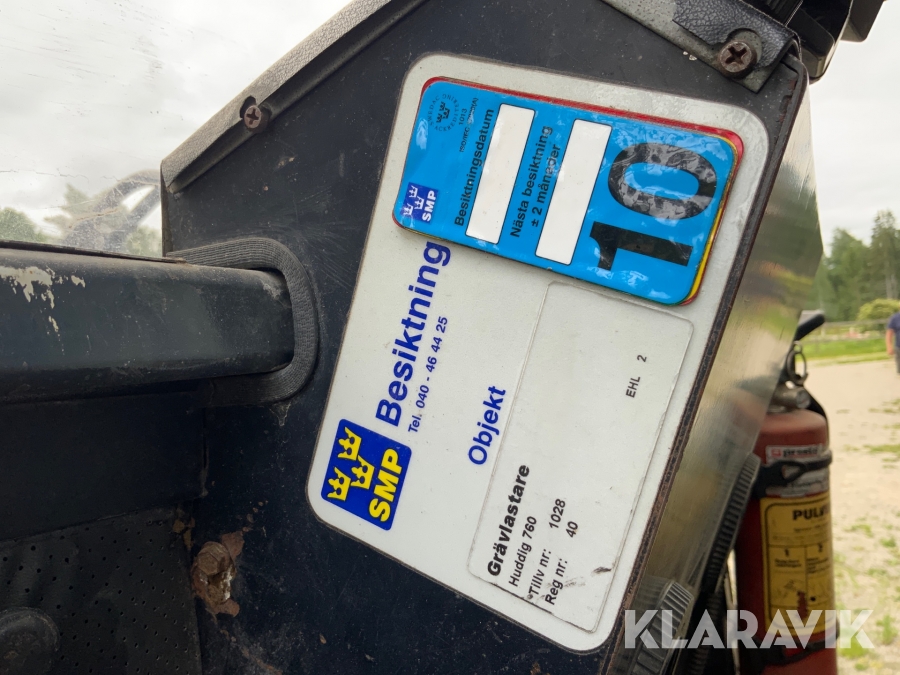 SMP
Besiktningsdatum
Nästa besiktning
± 2 månader
10
SMP
Besiktning
Tel. 040 - 46 44 25
Objekt
Grävlastare
Huddig 760
Tillv nr: 1028
Reg nr: 40
EHL 2
presto
KLARAVIK